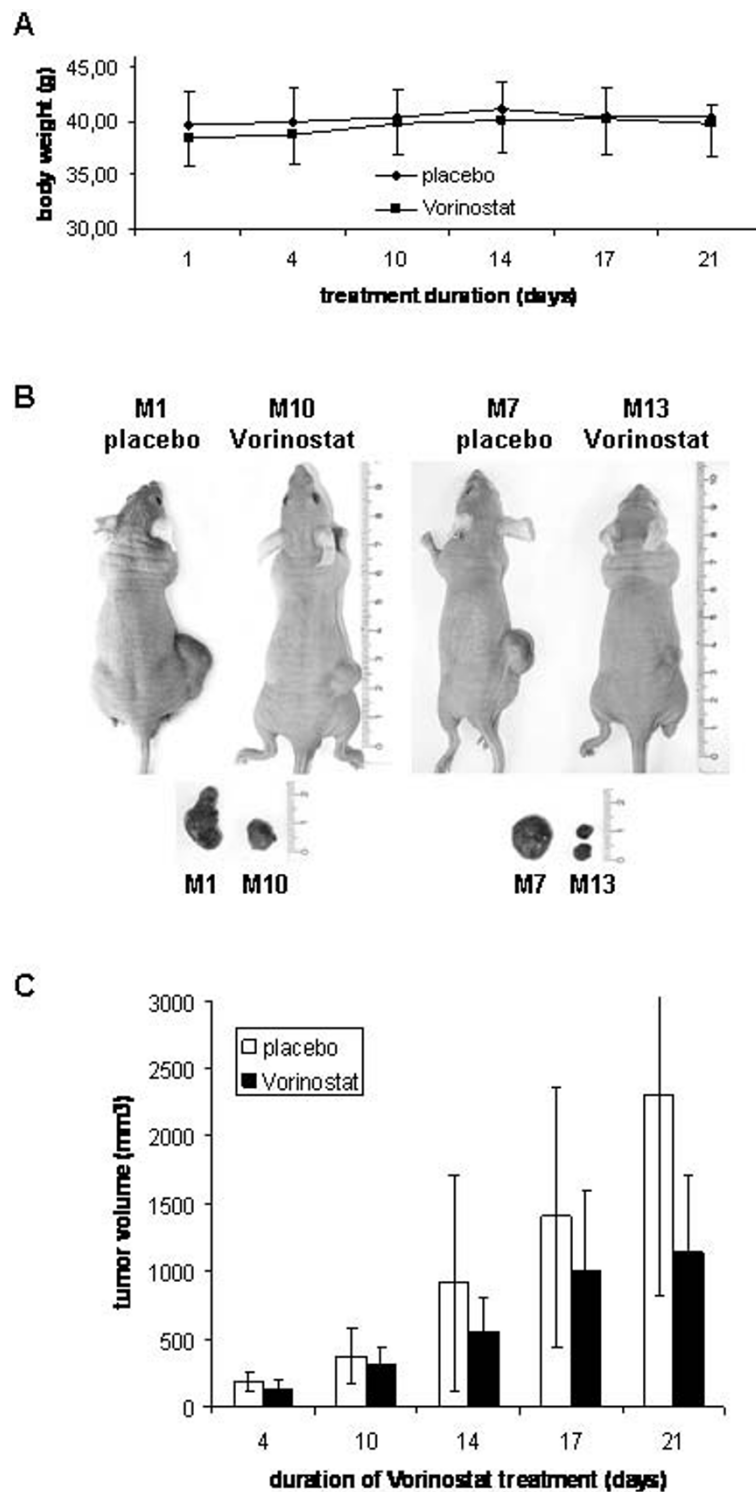 A
body weight (g)
45,00
40,00
35,00
30,00
placebo
Vorinostat
1 4 10 14 17 21
treatment duration (days)
B
M1 M10 M7 M13
placebo Vorinostat placebo Vorinostat
M1 M10 M7 M13
C
tumor volume (mm3)
3000
2500
2000
1500
1000
500
0
placebo
Vorinostat
4 10 14 17 21
duration of Vorinostat treatment (days)